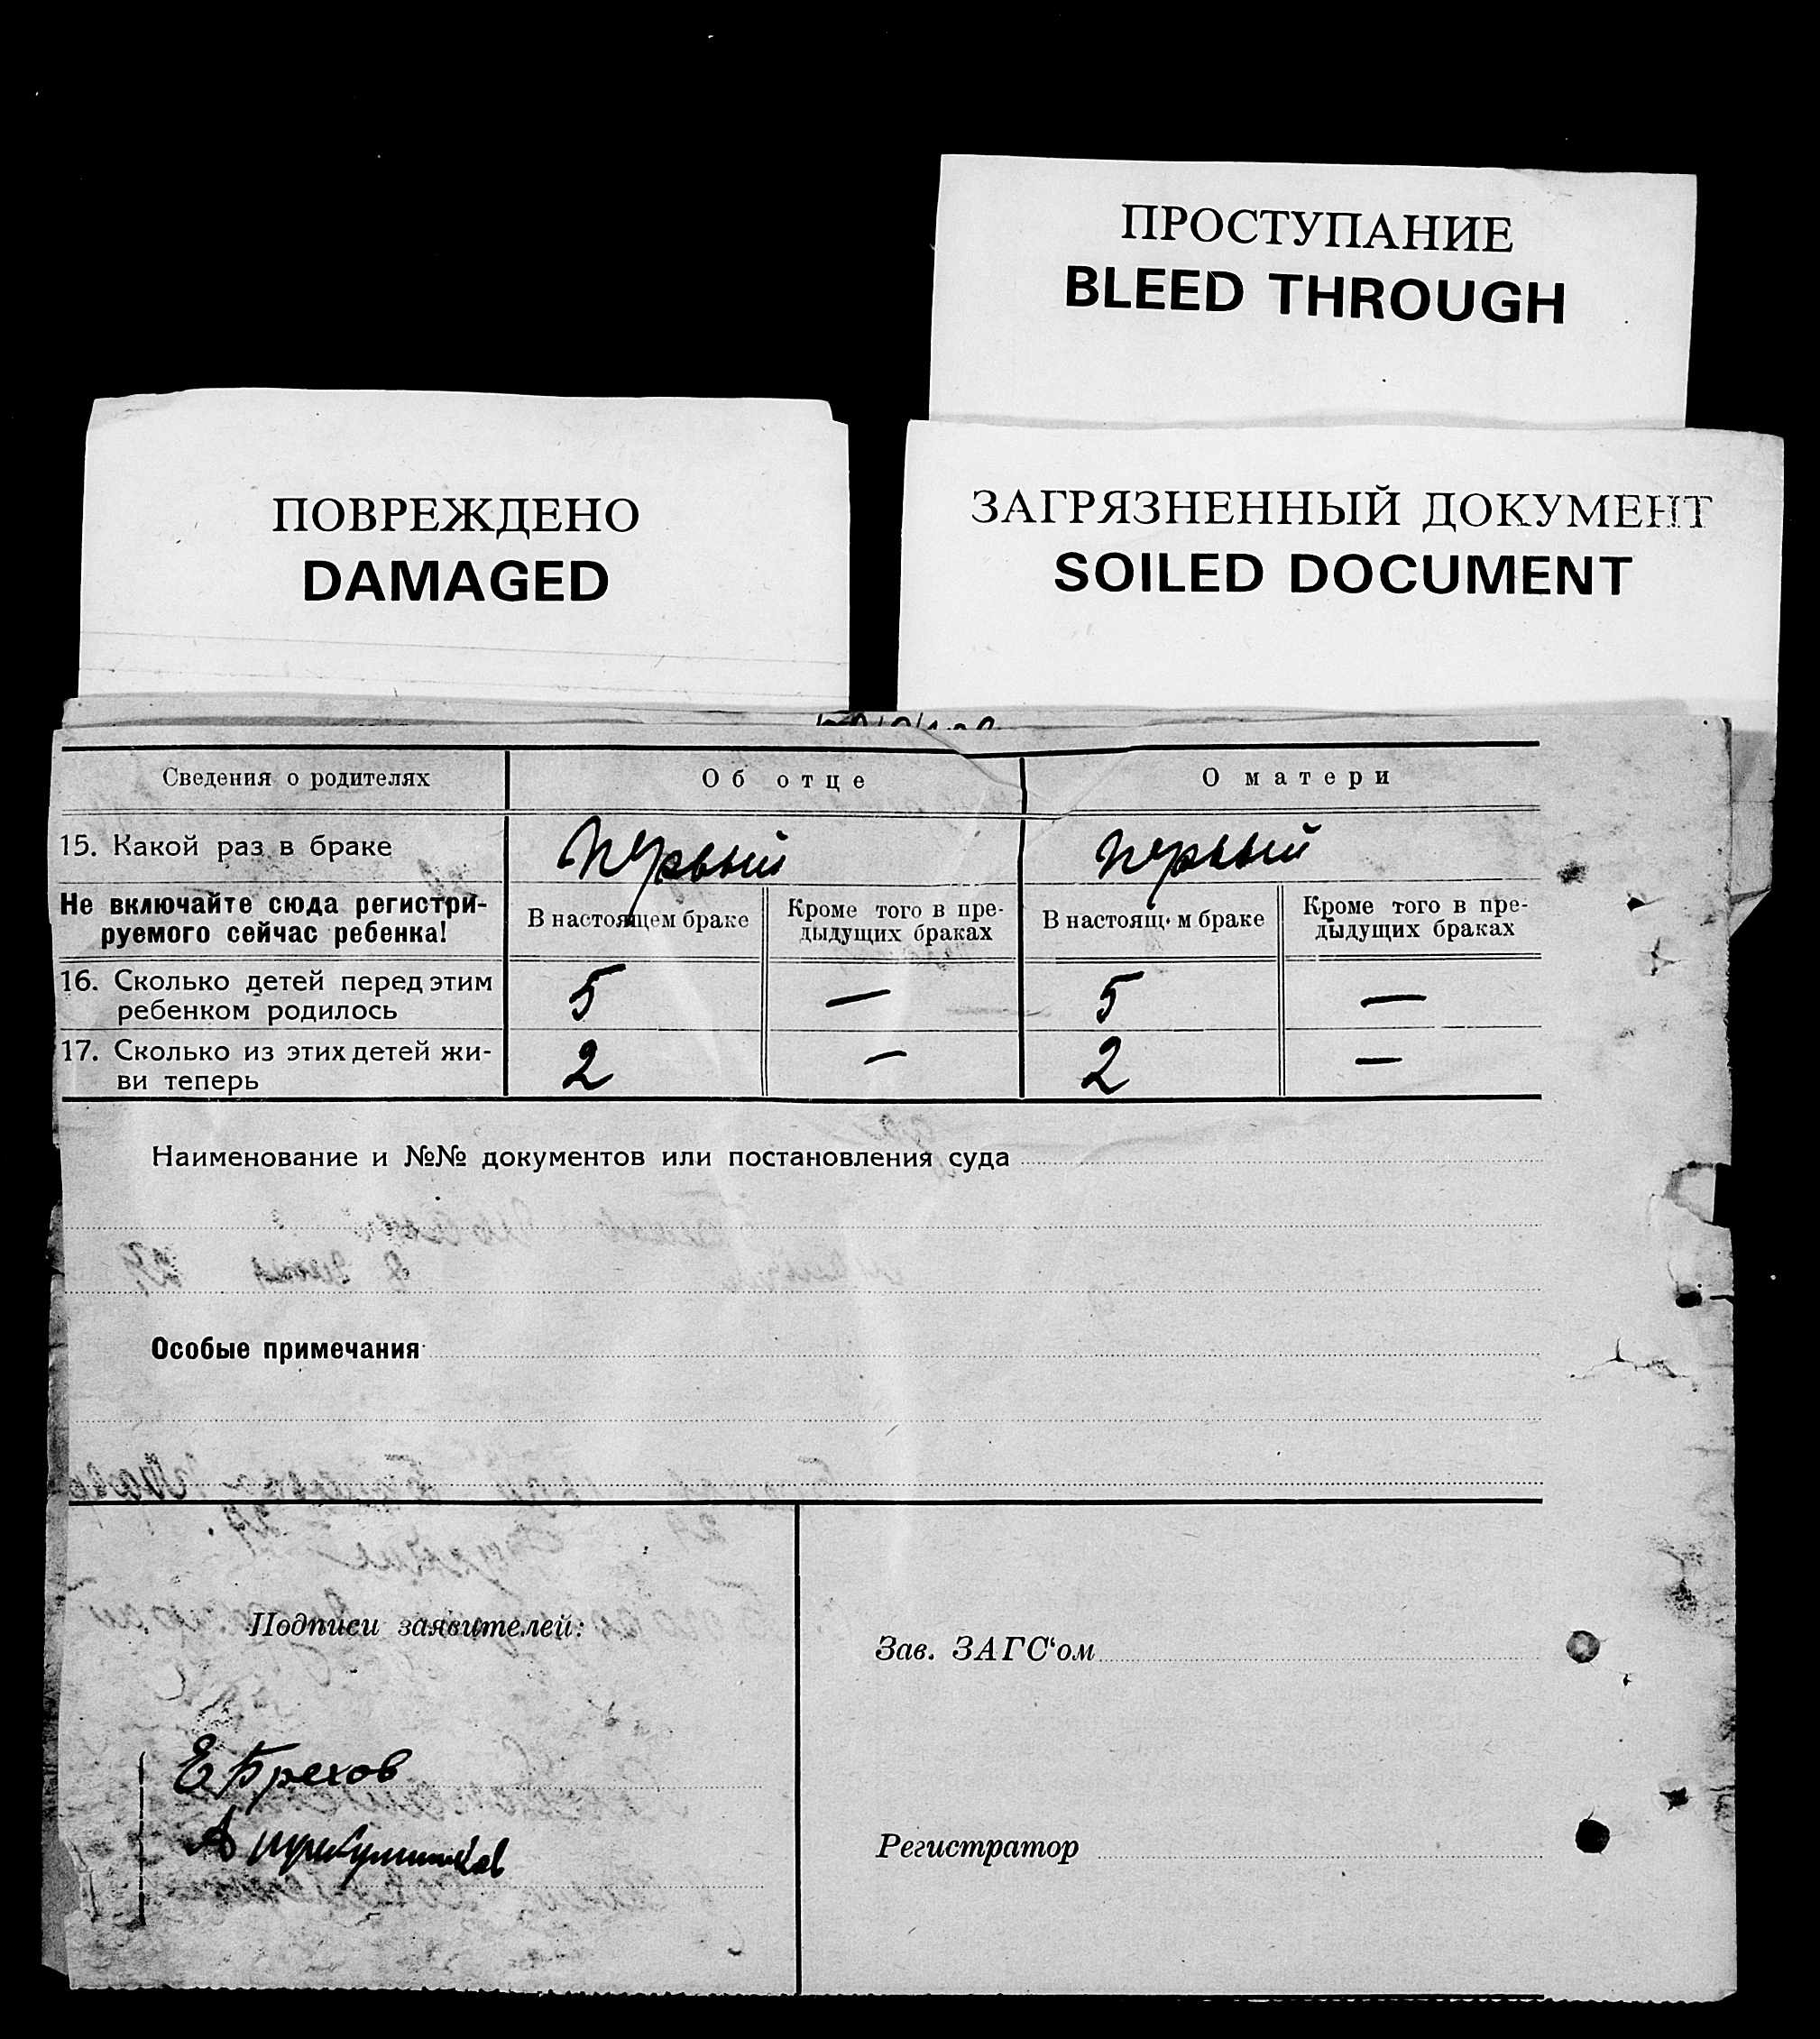 ПРОСТУПАНИЕ
BLEED THROUGH
ПОВРЕЖДЕНО
DAMAGED
ЗАГРЯЗНЕННЫЙ ДОКУМЕНТ
SOILED DOCUMENT
Сведения о родителях Об отце О матери
15. Какой раз в браке Первый Первый
Не включайте сюда регистри-
руемого сейчас ребенка!
В настоящем браке
Кроме того в пре-
дыдущих браках
В настоящ м браке
Кроме того в пре-
дыдущих браках
16. Сколько детей перед этим
ребенком родилось 5 — 5 —
17. Сколько из этих детей жи-
ви теперь 2 — 2 —
Наименование и №№ документов или постановления суда
Особые примечания
Подписи заявителей:
Е Брехов
А
Зав. ЗАГС‘ом
Регистратор